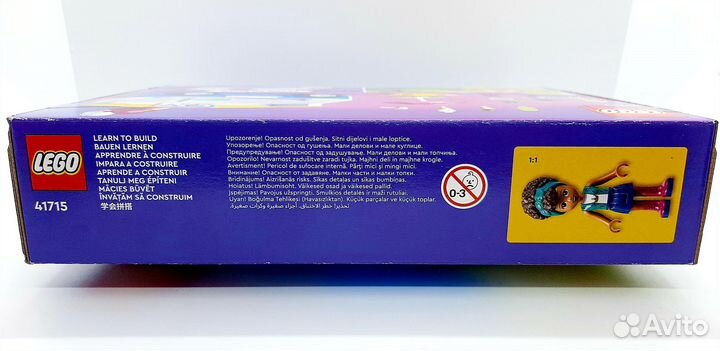 LEGO
41715
LEARN TO BUILD
BAUEN LERNEN
APPRENDRE À CONSTRUIRE
IMPARA A COSTRUIRE
APRENDE A CONSTRUIR
TANULJ MEG ÉPÍTENI
MĂCIES BÚVĒT
ÎNVĂȚĂM SĂ CONSTRUIM
学会拼搭
Upozorenje! Opasnost od gušenja. Sitni dijelovi i male loptice.
Упозорење! Опасност од гушења. Мали делови и мале куглице.
Предупредување! Опасност од задушување. Мали делови и мали топчиња.
Opozorilo! Nevarnost zadušitve zaradi tujka. Majhni deli in majhne krogle.
Avertisment! Pericol de sufocare internă. Părți mici și mingi mici.
Внимание! Опасност от задавяне. Малки части и малки топки.
Brīdinājums! Aizrīšanās risks. Sīkas detaļas un sīkas bumbiņas.
Hoiatus! Lämbumisoht. Väikesed osad ja väikesed pallid.
Įspėjimas! Pavojus užspringti. Smulkios detalės ir maži rutuliai.
Uyarı! Boğulma Tehlikesi (Havasızlıktan). Küçük parçalar ve küçük toplar.
تحذير! خطر الاختناق. أجزاء صغيرة وكرات صغيرة.
0-3
1:1
Avito